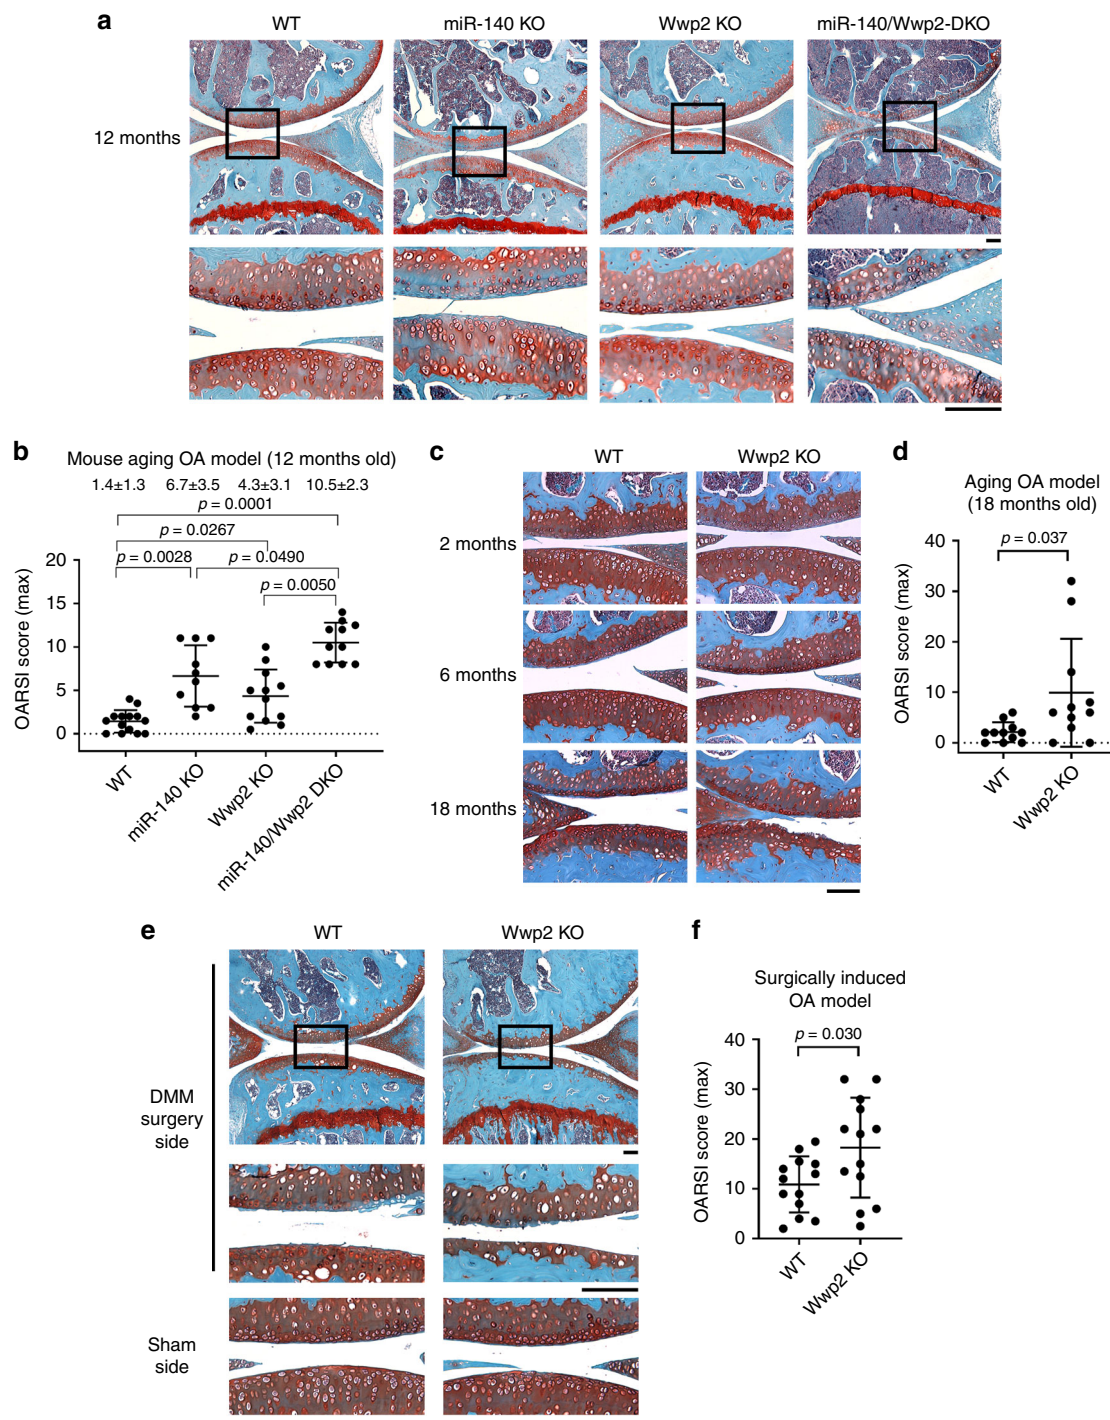 a
WT
miR-140 KO
Wwp2 KO
miR-140/Wwp2-DKO
12 months
b
Mouse aging OA model (12 months old)
1.4±1.3 6.7±3.5 4.3±3.1 10.5±2.3
p = 0.0001
p = 0.0267
p = 0.0028
p = 0.0490
p = 0.0050
OARSI score (max)
20
15
10
5
0
WT
miR-140 KO
Wwp2 KO
miR-140/Wwp2 DKO
c
WT
Wwp2 KO
2 months
6 months
18 months
d
Aging OA model
(18 months old)
p = 0.037
OARSI score (max)
40
30
20
10
0
WT
Wwp2 KO
e
WT
Wwp2 KO
DMM
surgery
side
Sham
side
f
Surgically induced
OA model
p = 0.030
OARSI score (max)
40
30
20
10
0
WT
Wwp2 KO